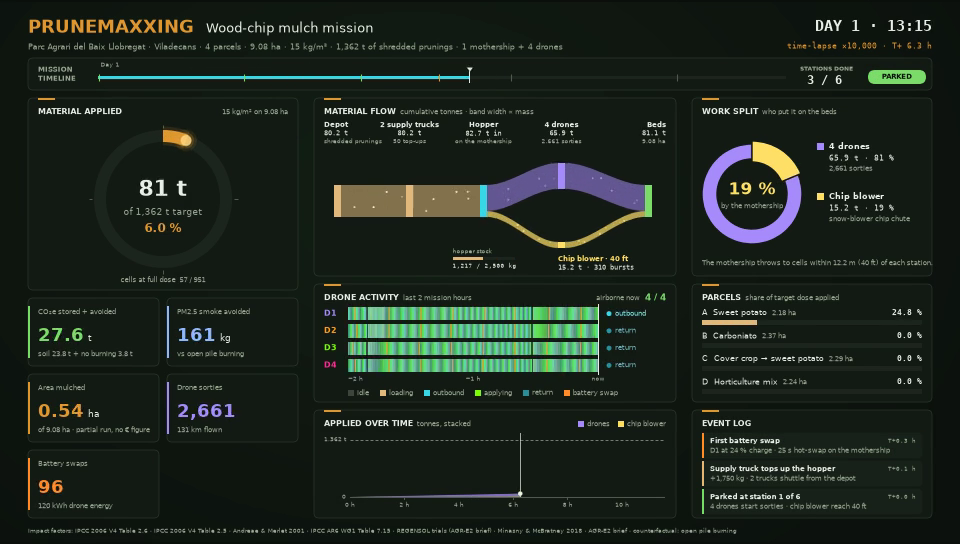 PRUNEMAXXING Wood-chip mulch mission
DAY 1 · 13:15
Parc Agrari del Baix Llobregat · Viladecans · 4 parcels · 9.08 ha · 15 kg/m² · 1,362 t of shredded prunings · 1 mothership + 4 drones
time-lapse x10,000 · T+ 6.3 h
MISSION TIMELINE
Day 1
STATIONS DONE
3 / 6
PARKED
MATERIAL APPLIED
15 kg/m² on 9.08 ha
81 t
of 1,362 t target
6.0 %
cells at full dose 57 / 951
MATERIAL FLOW cumulative tonnes · band width = mass
Depot
80.2 t
shredded prunings
2 supply trucks
80.2 t
50 top-ups
Hopper
82.7 t in
on the mothership
4 drones
65.9 t
2,661 sorties
Beds
81.1 t
9.08 ha
hopper stock
1,217 / 2,500 kg
Chip blower · 40 ft
15.2 t · 310 bursts
WORK SPLIT who put it on the beds
19 %
by the mothership
4 drones
65.9 t · 81 %
2,661 sorties
Chip blower
15.2 t · 19 %
snow-blower chip chute
The mothership throws to cells within 12.2 m (40 ft) of each station.
CO₂e stored + avoided
27.6 t
soil 23.8 t + no burning 3.8 t
PM2.5 smoke avoided
161 kg
vs open pile burning
Area mulched
0.54 ha
of 9.08 ha · partial run, no € figure
Drone sorties
2,661
131 km flown
Battery swaps
96
120 kWh drone energy
DRONE ACTIVITY last 2 mission hours
airborne now 4 / 4
D1
outbound
D2
return
D3
return
D4
return
−2 h
−1 h
now
idle
loading
outbound
applying
return
battery swap
PARCELS share of target dose applied
A Sweet potato 2.18 ha
24.8 %
B Carboniato 2.37 ha
0.0 %
C Cover crop → sweet potato 2.29 ha
0.0 %
D Horticulture mix 2.24 ha
0.0 %
APPLIED OVER TIME tonnes, stacked
drones
chip blower
1,362 t
0
0 h
2 h
4 h
6 h
8 h
10 h
EVENT LOG
First battery swap
T+0.3 h
D1 at 24 % charge · 25 s hot-swap on the mothership
Supply truck tops up the hopper
T+0.1 h
+1,750 kg · 2 trucks shuttle from the depot
Parked at station 1 of 6
T+0.0 h
4 drones start sorties · chip blower reach 40 ft
Impact factors: IPCC 2006 V4 Table 2.6 · IPCC 2006 V4 Table 2.5 · Andreae & Merlet 2001 · IPCC AR6 WG1 Table 7.15 · REGENSOL trials (AGR-E2 brief) · Minasny & McBratney 2018 · AGR-E2 brief · counterfactual: open pile burning